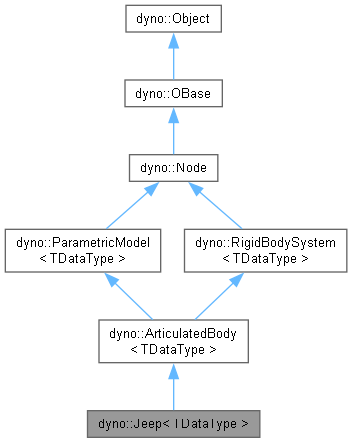 dyno::Object
dyno::OBase
dyno::Node
dyno::ParametricModel
< TDataType >
dyno::RigidBodySystem
< TDataType >
dyno::ArticulatedBody
< TDataType >
dyno::Jeep< TDataType >